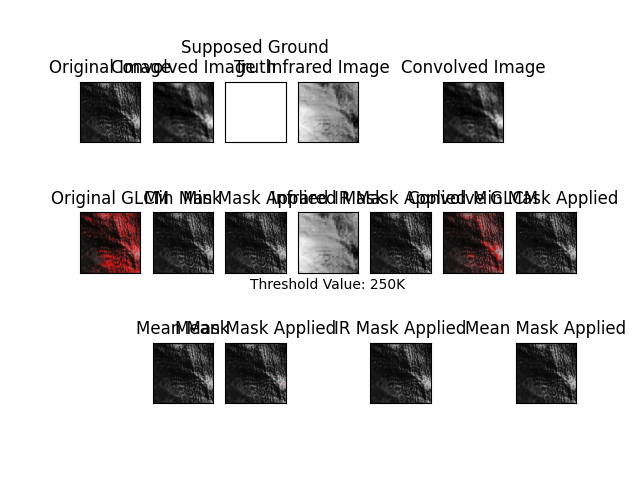 Supposed Ground
Original Image
Convolved Image
Truth
Infrared Image
Convolved Image
Original GLCM
Min Mask
Min Mask Applied
Infrared Mask
IR Mask Applied
Convolved GLCM
Min Mask Applied
Threshold Value: 250K
Mean Mask
Mean Mask Applied
IR Mask Applied
Mean Mask Applied